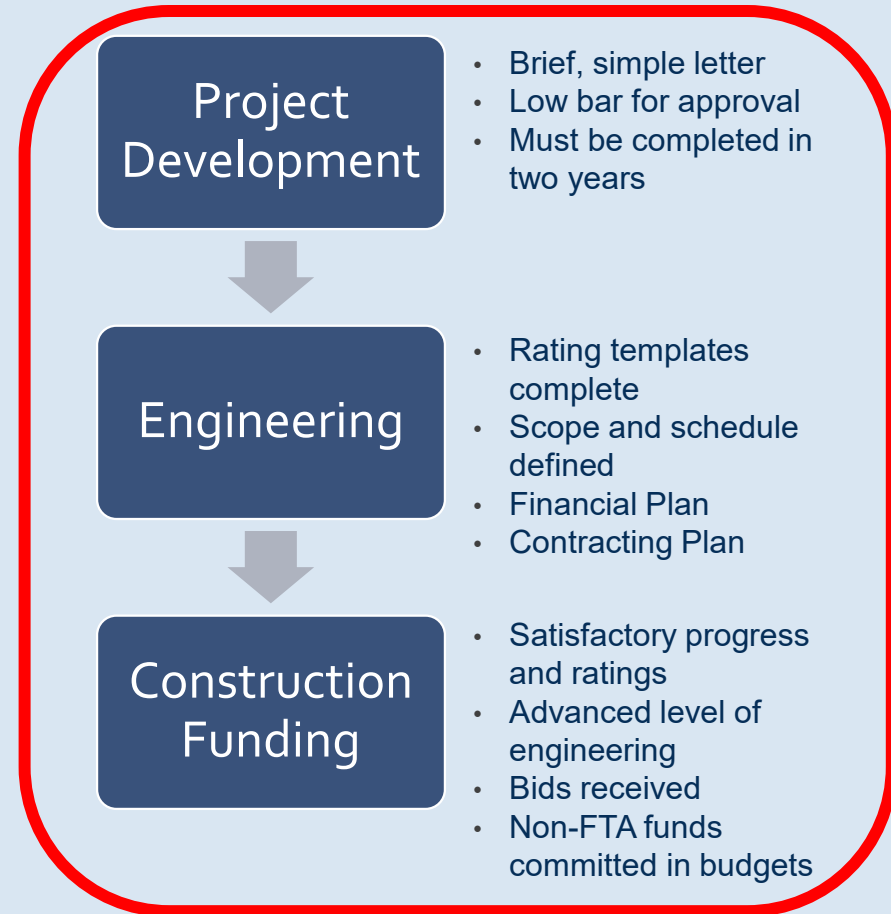 Project
Development
• Brief, simple letter
• Low bar for approval
• Must be completed in
two years
Engineering
• Rating templates
complete
• Scope and schedule
defined
• Financial Plan
• Contracting Plan
Construction
Funding
• Satisfactory progress
and ratings
• Advanced level of
engineering
• Bids received
• Non-FTA funds
committed in budgets